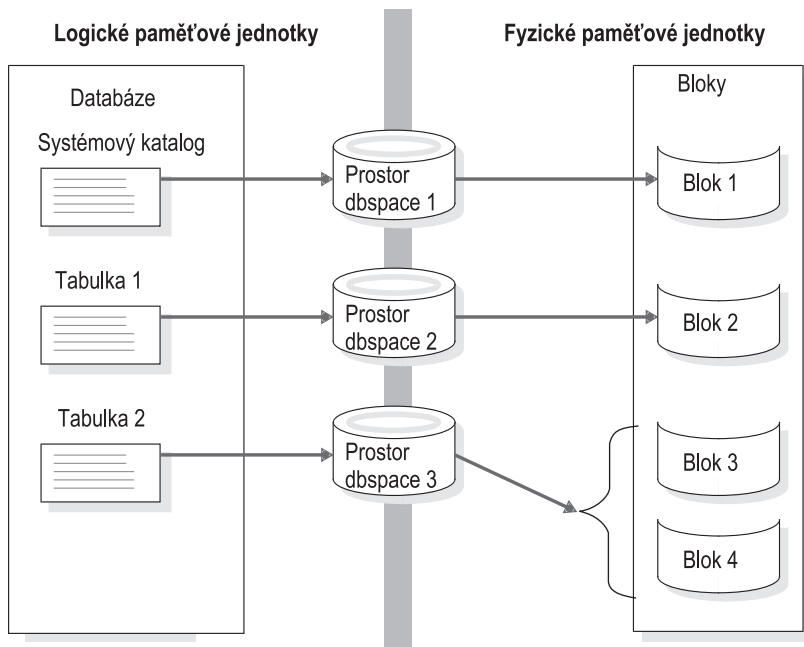 Logické paměťové jednotky
Fyzické paměťové jednotky
Databáze
Systémový katalog
Tabulka 1
Tabulka 2
Prostor
dbspace 1
Prostor
dbspace 2
Prostor
dbspace 3
Bloky
Blok 1
Blok 2
Blok 3
Blok 4